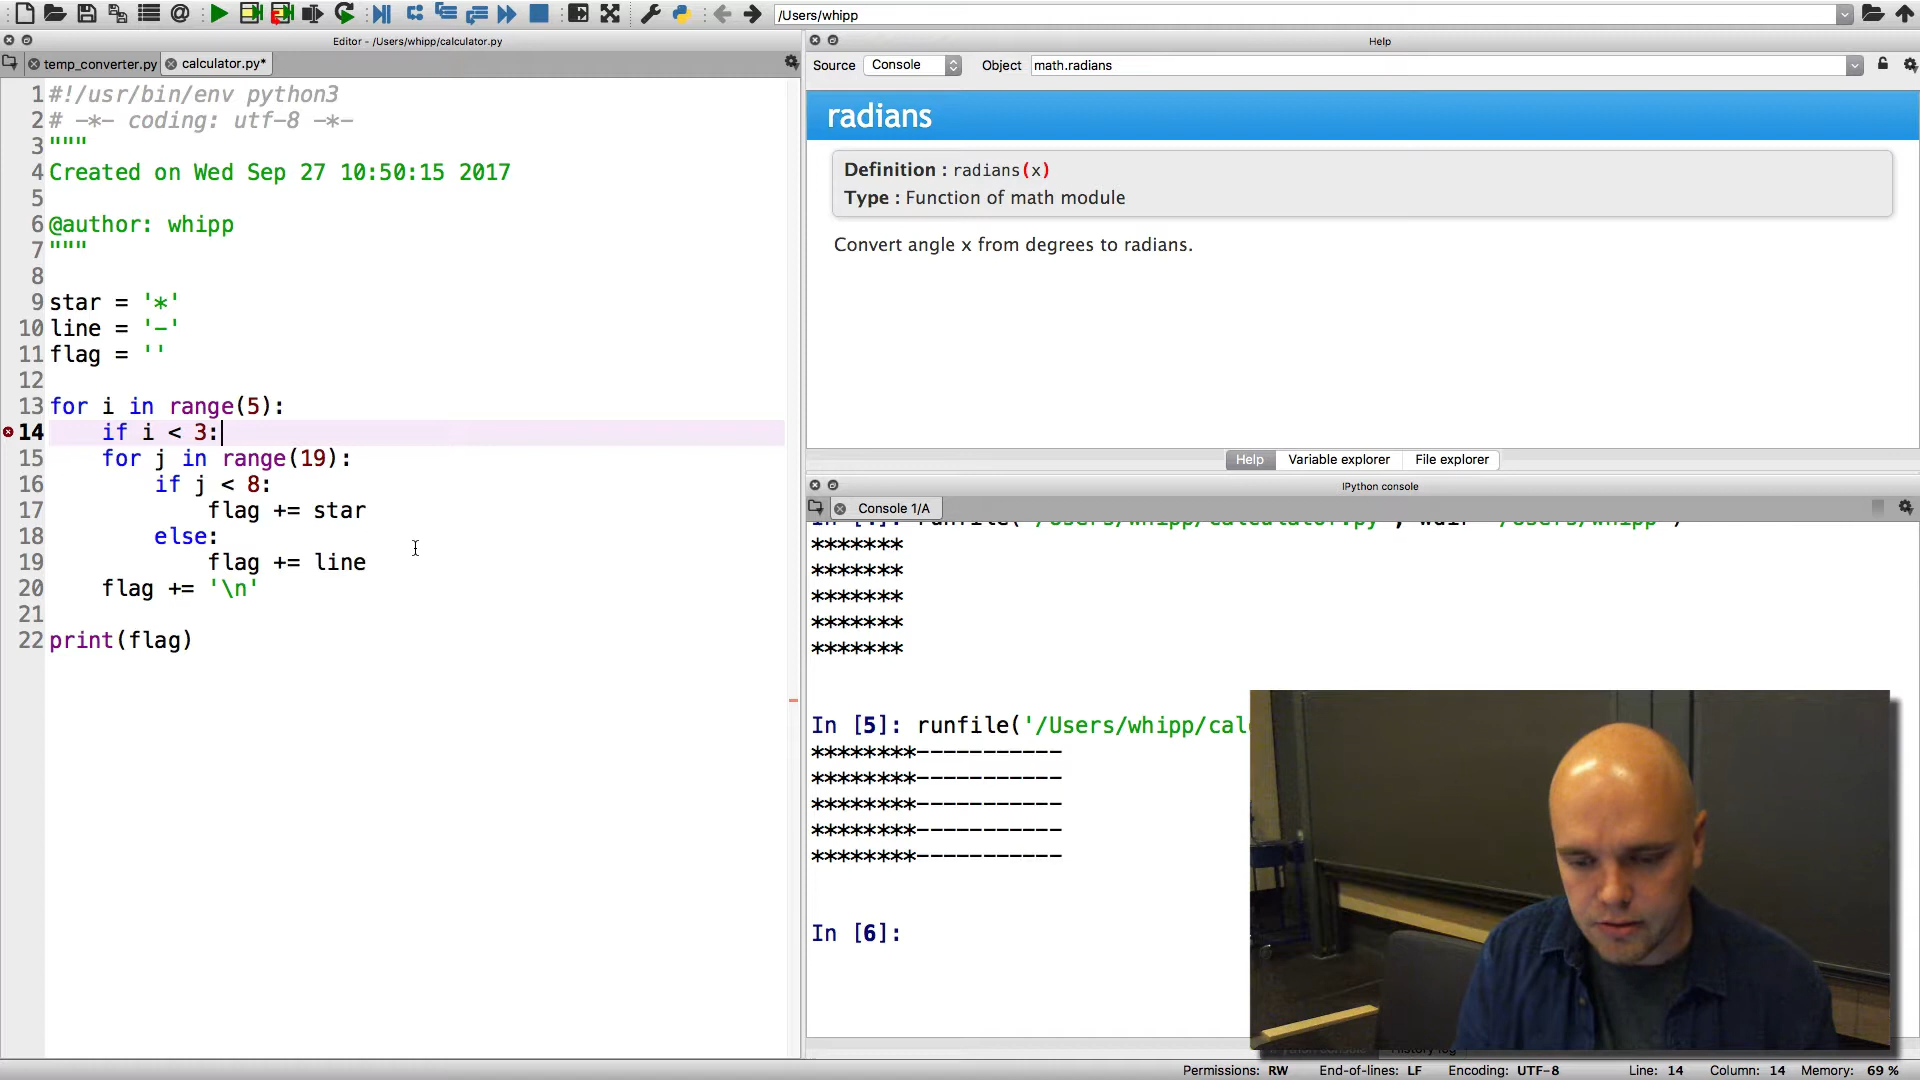 /Users/whipp
Editor - /Users/whipp/calculator.py
temp_converter.py
calculator.py*
1 #!/usr/bin/env python3
2 # -*- coding: utf-8 -*-
3 """
4 Created on Wed Sep 27 10:50:15 2017
5
6 @author: whipp
7 """
8
9 star = '*'
10 line = '-'
11 flag = ''
12
13 for i in range(5):
14 if i < 3:
15 for j in range(19):
16 if j < 8:
17 flag += star
18 else:
19 flag += line
20 flag += '\n'
21
22 print(flag)
Help
Source Console Object math.radians
radians
Definition : radians(x)
Type : Function of math module
Convert angle x from degrees to radians.
Help Variable explorer File explorer
IPython console
Console 1/A
*******
*******
*******
*******
*******
In [5]: runfile('/Users/whipp/calc
********-----------
********-----------
********-----------
********-----------
********-----------
In [6]:
Permissions: RW End-of-lines: LF Encoding: UTF-8 Line: 14 Column: 14 Memory: 69 %